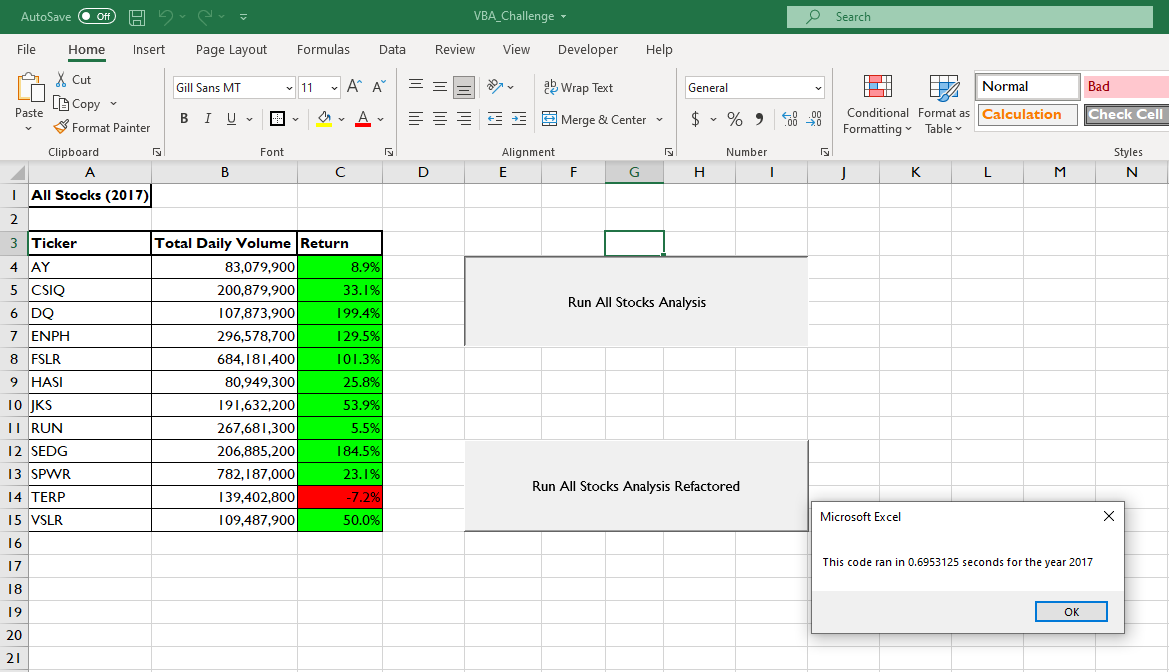 AutoSave Off VBA_Challenge Search
File Home Insert Page Layout Formulas Data Review View Developer Help
Paste Cut Copy Format Painter
Clipboard
Gill Sans MT 11 A A
B I U A
Font
ab Wrap Text
Merge & Center
Alignment
General
$ % 9 .00 .00
Number
Conditional Formatting
Format as Table
Normal Bad
Calculation Check Cell
Styles
A B C D E F G H I J K L M N
1 All Stocks (2017)
2
3 Ticker Total Daily Volume Return
4 AY 83,079,900 8.9%
5 CSIQ 200,879,900 33.1%
6 DQ 107,873,900 199.4%
7 ENPH 296,578,700 129.5%
8 FSLR 684,181,400 101.3%
9 HASI 80,949,300 25.8%
10 JKS 191,632,200 53.9%
11 RUN 267,681,300 5.5%
12 SEDG 206,885,200 184.5%
13 SPWR 782,187,000 23.1%
14 TERP 139,402,800 -7.2%
15 VSLR 109,487,900 50.0%
16
17
18
19
20
21
Run All Stocks Analysis
Run All Stocks Analysis Refactored
Microsoft Excel
This code ran in 0.6953125 seconds for the year 2017
OK